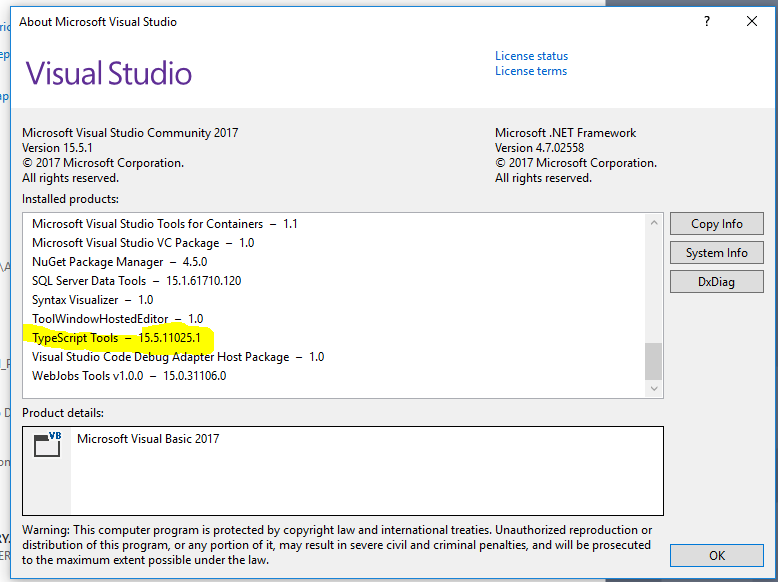 About Microsoft Visual Studio
?
Visual Studio
License status
License terms
Microsoft Visual Studio Community 2017
Version 15.5.1
© 2017 Microsoft Corporation.
All rights reserved.
Microsoft .NET Framework
Version 4.7.02558
© 2017 Microsoft Corporation.
All rights reserved.
Installed products:
Microsoft Visual Studio Tools for Containers – 1.1
Microsoft Visual Studio VC Package – 1.0
NuGet Package Manager – 4.5.0
SQL Server Data Tools – 15.1.61710.120
Syntax Visualizer – 1.0
ToolWindowHostedEditor – 1.0
TypeScript Tools – 15.5.11025.1
Visual Studio Code Debug Adapter Host Package – 1.0
WebJobs Tools v1.0.0 – 15.0.31106.0
Copy Info
System Info
DxDiag
Product details:
VB
Microsoft Visual Basic 2017
Warning: This computer program is protected by copyright law and international treaties. Unauthorized reproduction or
distribution of this program, or any portion of it, may result in severe civil and criminal penalties, and will be prosecuted
to the maximum extent possible under the law.
OK